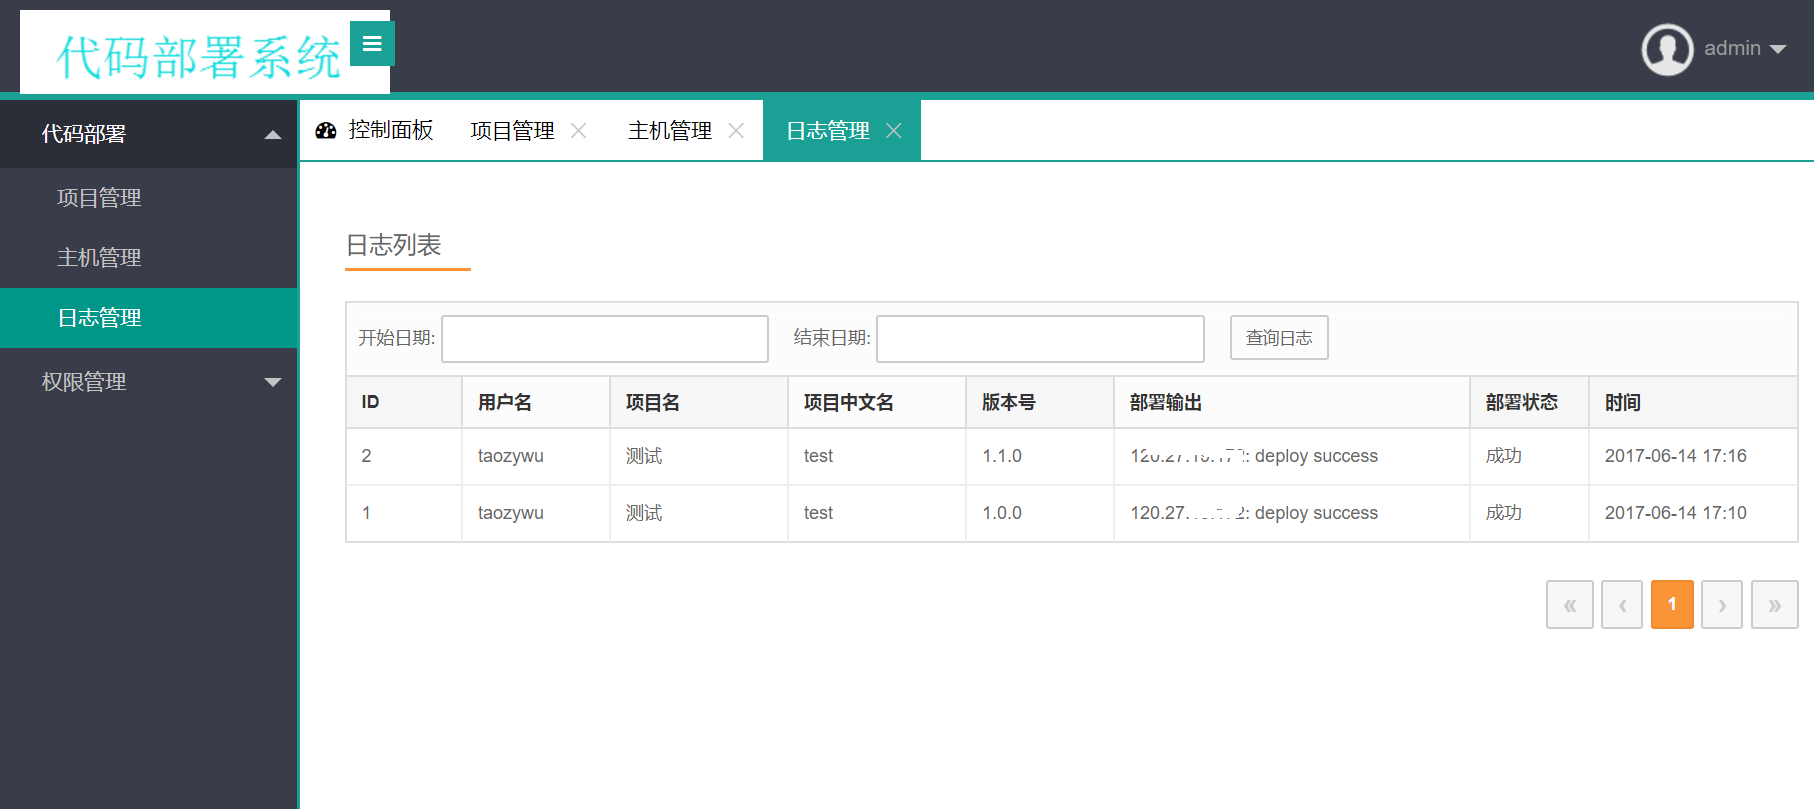 代码部署系统
admin
代码部署
项目管理
主机管理
日志管理
权限管理
控制面板 项目管理 主机管理 日志管理
日志列表
开始日期: 结束日期: 查询日志
ID 用户名 项目名 项目中文名 版本号 部署输出 部署状态 时间
2 taozywu 测试 test 1.1.0 deploy success 成功 2017-06-14 17:16
1 taozywu 测试 test 1.0.0 120.27. deploy success 成功 2017-06-14 17:10
« ‹ 1 › »